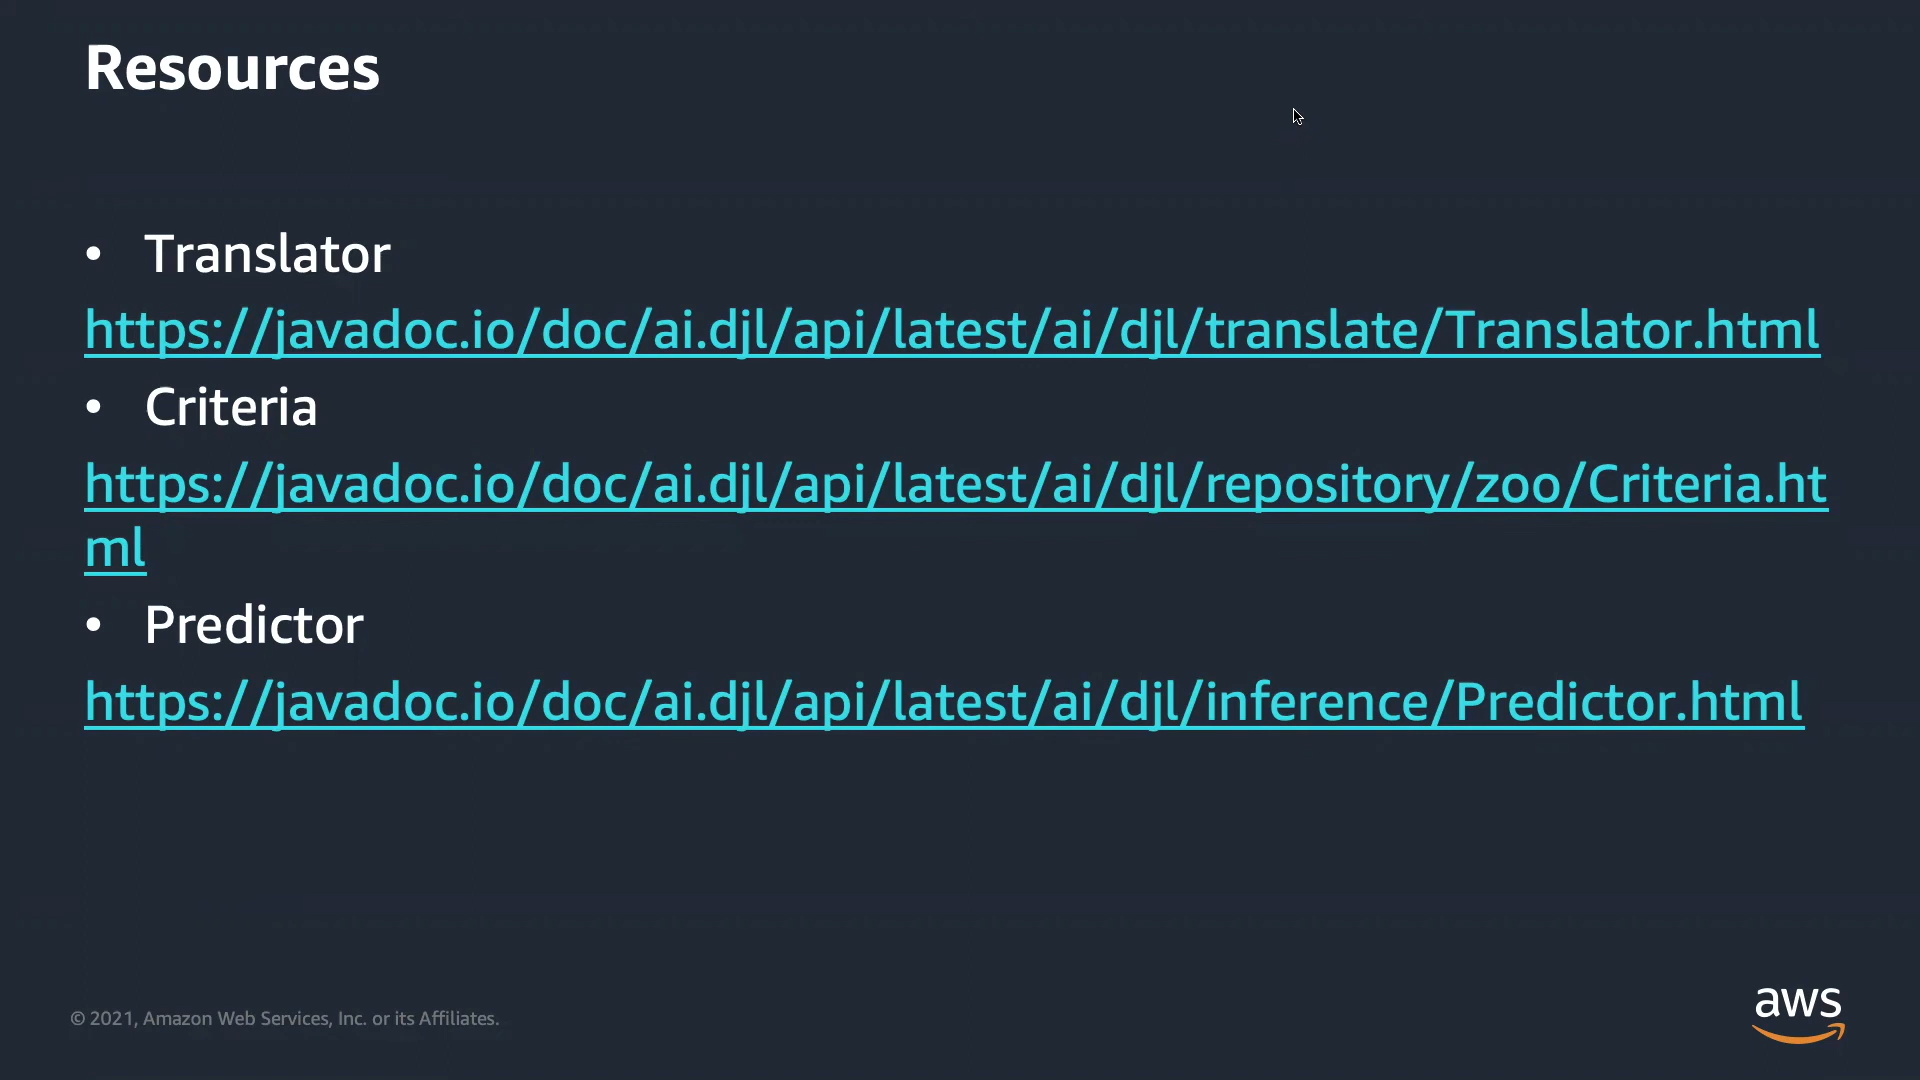 Resources
• Translator
https://javadoc.io/doc/ai.djl/api/latest/ai/djl/translate/Translator.html
• Criteria
https://javadoc.io/doc/ai.djl/api/latest/ai/djl/repository/zoo/Criteria.ht
ml
• Predictor
https://javadoc.io/doc/ai.djl/api/latest/ai/djl/inference/Predictor.html
© 2021, Amazon Web Services, Inc. or its Affiliates.
aws